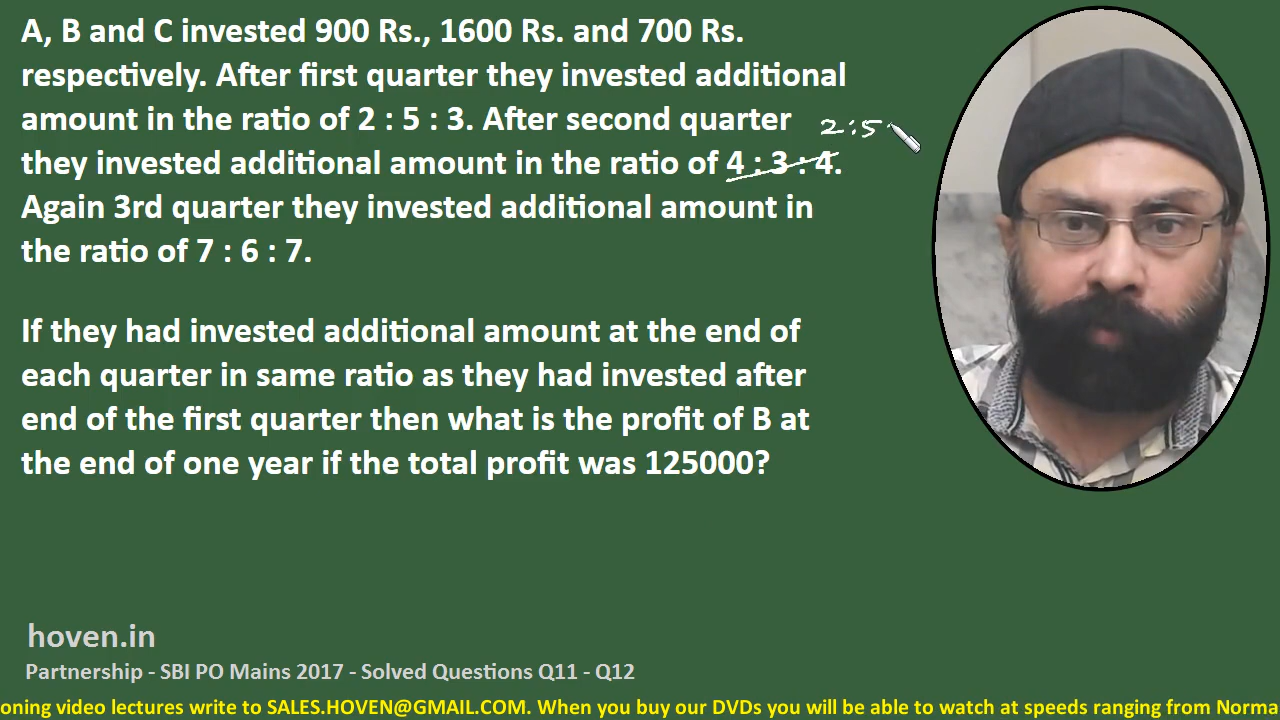 A, B and C invested 900 Rs., 1600 Rs. and 700 Rs.
respectively. After first quarter they invested additional
amount in the ratio of 2 : 5 : 3. After second quarter
2:5
they invested additional amount in the ratio of 4 : 3 : 4.
Again 3rd quarter they invested additional amount in
the ratio of 7 : 6 : 7.
If they had invested additional amount at the end of
each quarter in same ratio as they had invested after
end of the first quarter then what is the profit of B at
the end of one year if the total profit was 125000?
hoven.in
Partnership - SBI PO Mains 2017 - Solved Questions Q11 - Q12
oning video lectures write to SALES.HOVEN@GMAIL.COM. When you buy our DVDs you will be able to watch at speeds ranging from Norma